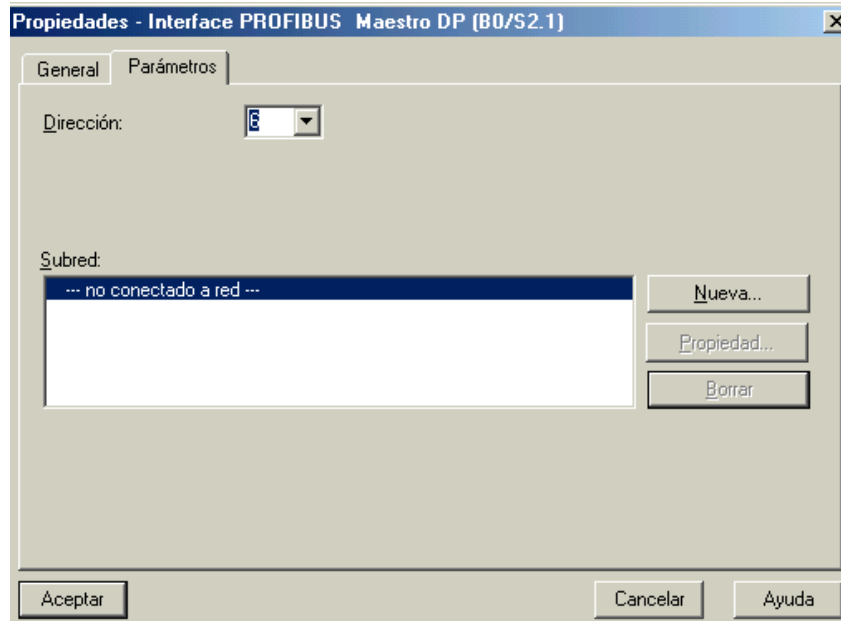 Propiedades - Interface PROFIBUS Maestro DP (B0/S2.1)
General Parámetros
Dirección: 6
Subred:
--- no conectado a red ---
Nueva...
Propiedad...
Borrar
Aceptar Cancelar Ayuda